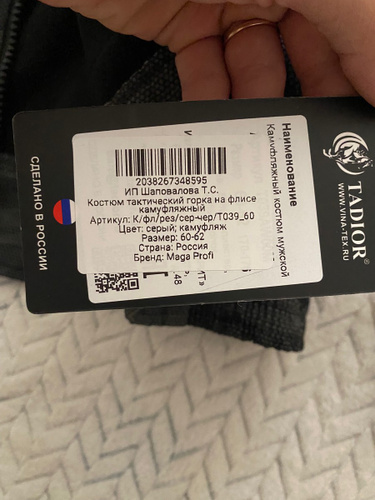 2038267348595
ИП Шаповалова Т.С.
Костюм тактический горка на флисе
камуфляжный
Артикул: К/фл/рез/сер-чер/Т039_60
Цвет: серый; камуфляж
Размер: 60-62
Страна: Россия
Бренд: Maga Profi
Наименование
Камуфляжный костюм мужской
TADIOR®
WWW.VINA-TEX.RU
СДЕЛАНО В РОССИИ
48